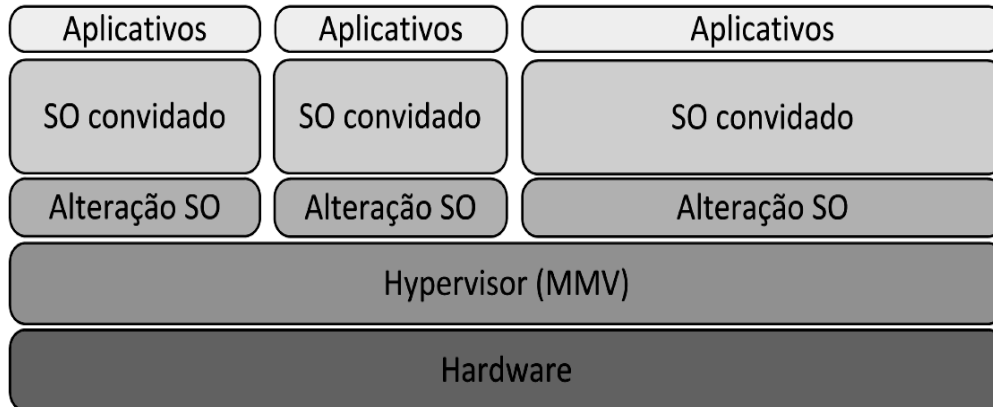 Aplicativos
Aplicativos
Aplicativos
SO convidado
SO convidado
SO convidado
Alteração SO
Alteração SO
Alteração SO
Hypervisor (MMV)
Hardware